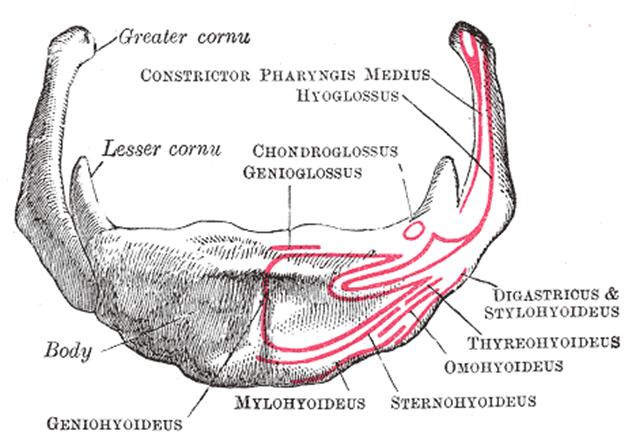 Greater cornu
CONSTRICTOR PHARYNGIS MEDIUS
HYOGLOSSUS
Lesser cornu
CHONDROGLOSSUS
GENIOGLOSSUS
DIGASTRICUS &
STYLOHYOIDEUS
THYREOHYOIDEUS
Body
OMOHYOIDEUS
MYLOHYOIDEUS
STERNOHYOIDEUS
GENIOHYOIDEUS